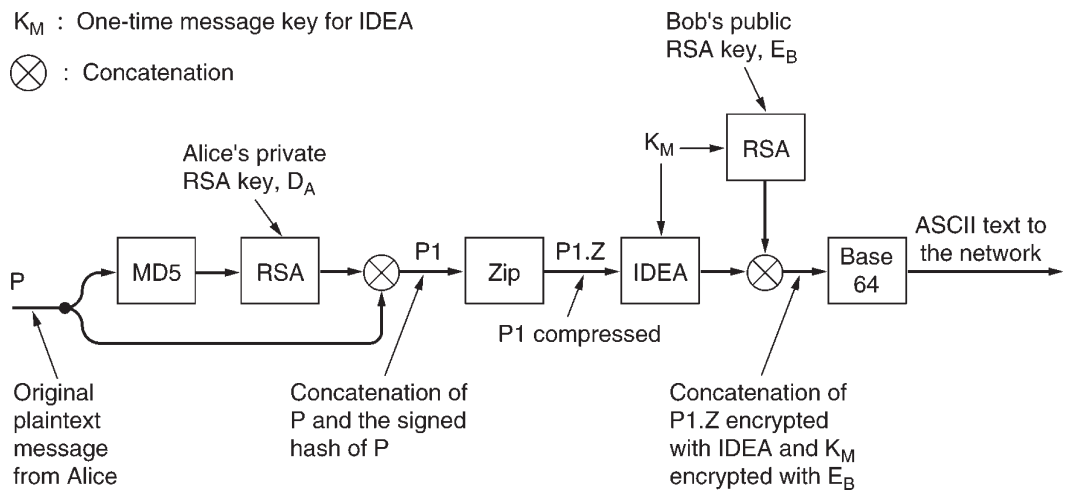 K_M : One-time message key for IDEA
⊗ : Concatenation
Bob's public
RSA key, E_B
K_M
RSA
Alice's private
RSA key, D_A
P
MD5
RSA
P1
Zip
P1.Z
IDEA
Base
64
ASCII text to
the network
P1 compressed
Original
plaintext
message
from Alice
Concatenation of
P and the signed
hash of P
Concatenation of
P1.Z encrypted
with IDEA and K_M
encrypted with E_B